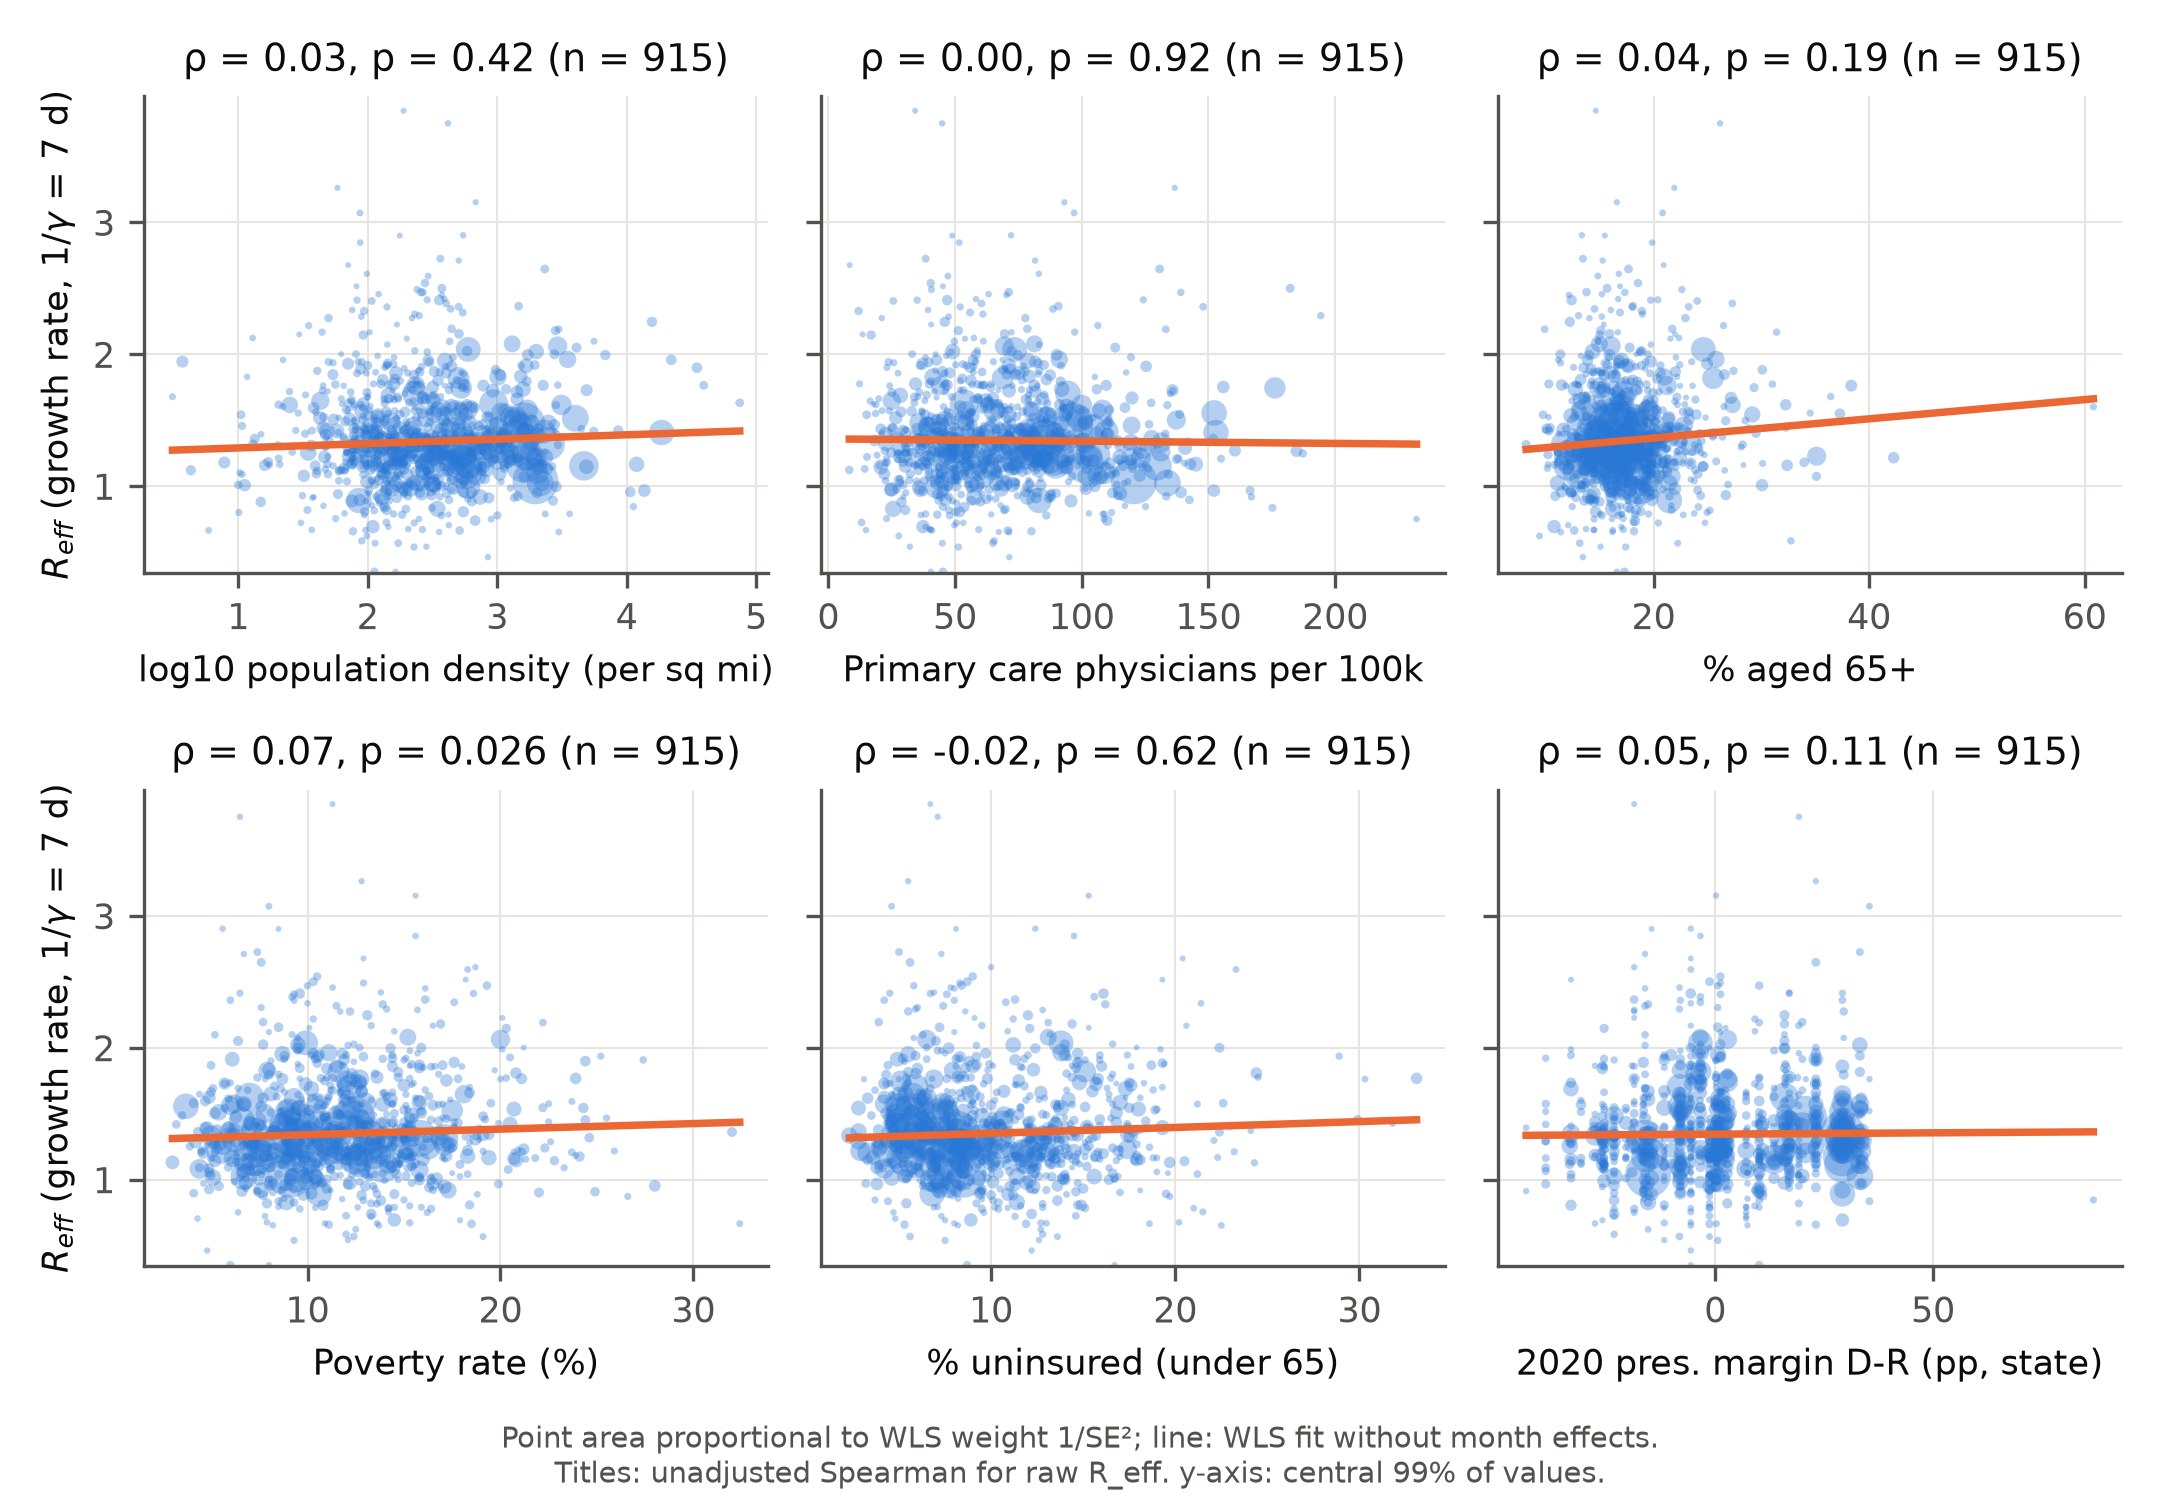 ρ = 0.03, p = 0.42 (n = 915)
ρ = 0.00, p = 0.92 (n = 915)
ρ = 0.04, p = 0.19 (n = 915)
R_eff (growth rate, 1/γ = 7 d)
3
2
1
1 2 3 4 5
0 50 100 150 200
20 40 60
log10 population density (per sq mi)
Primary care physicians per 100k
% aged 65+
ρ = 0.07, p = 0.026 (n = 915)
ρ = -0.02, p = 0.62 (n = 915)
ρ = 0.05, p = 0.11 (n = 915)
R_eff (growth rate, 1/γ = 7 d)
3
2
1
10 20 30
10 20 30
0 50
Poverty rate (%)
% uninsured (under 65)
2020 pres. margin D-R (pp, state)
Point area proportional to WLS weight 1/SE²; line: WLS fit without month effects.
Titles: unadjusted Spearman for raw R_eff. y-axis: central 99% of values.